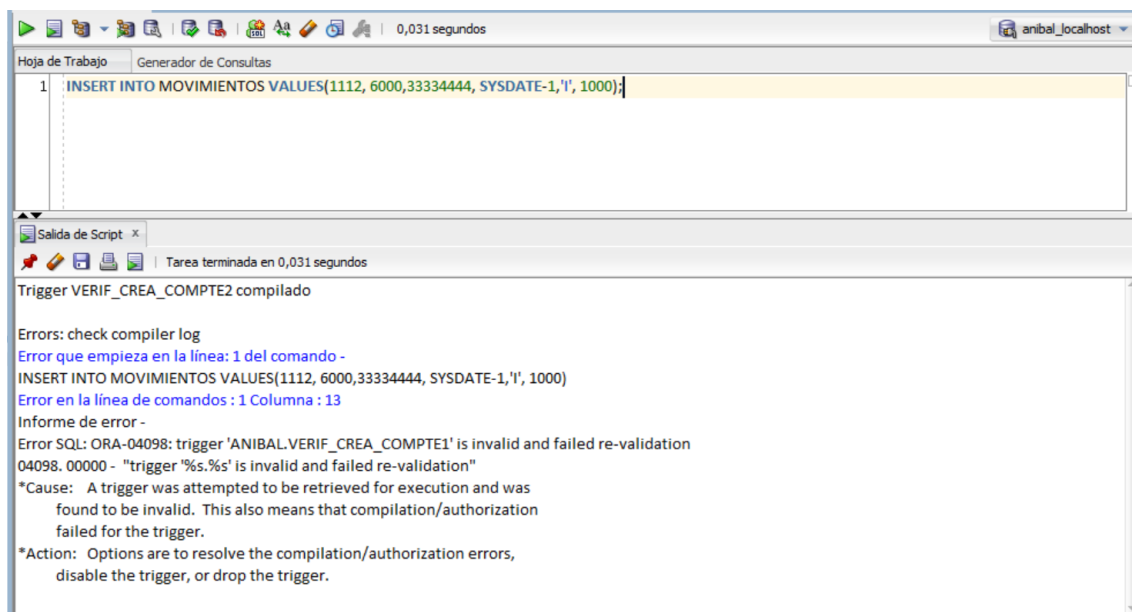 0,031 segundos
anibal_localhost
Hoja de Trabajo Generador de Consultas
1 INSERT INTO MOVIMIENTOS VALUES(1112, 6000,33334444, SYSDATE-1,'I', 1000);
Salida de Script x
Tarea terminada en 0,031 segundos
Trigger VERIF_CREA_COMPTE2 compilado
Errors: check compiler log
Error que empieza en la línea: 1 del comando -
INSERT INTO MOVIMIENTOS VALUES(1112, 6000,33334444, SYSDATE-1,'I', 1000)
Error en la línea de comandos : 1 Columna : 13
Informe de error -
Error SQL: ORA-04098: trigger 'ANIBAL.VERIF_CREA_COMPTE1' is invalid and failed re-validation
04098. 00000 - "trigger '%s.%s' is invalid and failed re-validation"
*Cause: A trigger was attempted to be retrieved for execution and was
found to be invalid. This also means that compilation/authorization
failed for the trigger.
*Action: Options are to resolve the compilation/authorization errors,
disable the trigger, or drop the trigger.